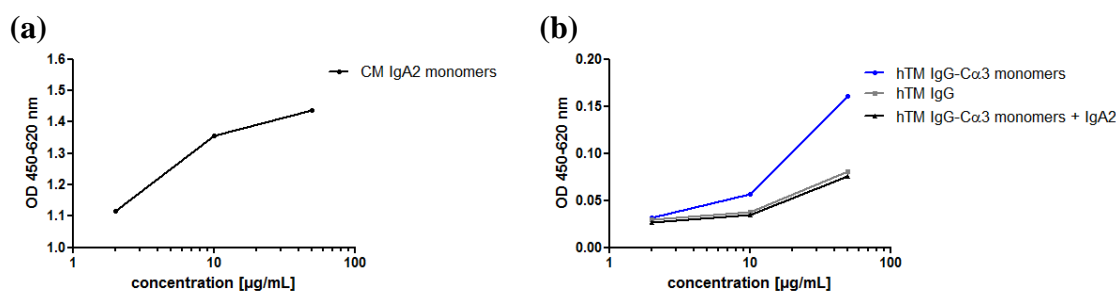 (a)
OD 450-620 nm
1.6
1.5
1.4
1.3
1.2
1.1
1.0
1 10 100
concentration [µg/mL]
CM IgA2 monomers
(b)
OD 450-620 nm
0.20
0.15
0.10
0.05
0.00
1 10 100
concentration [µg/mL]
hTM IgG-Cα3 monomers
hTM IgG
hTM IgG-Cα3 monomers + IgA2